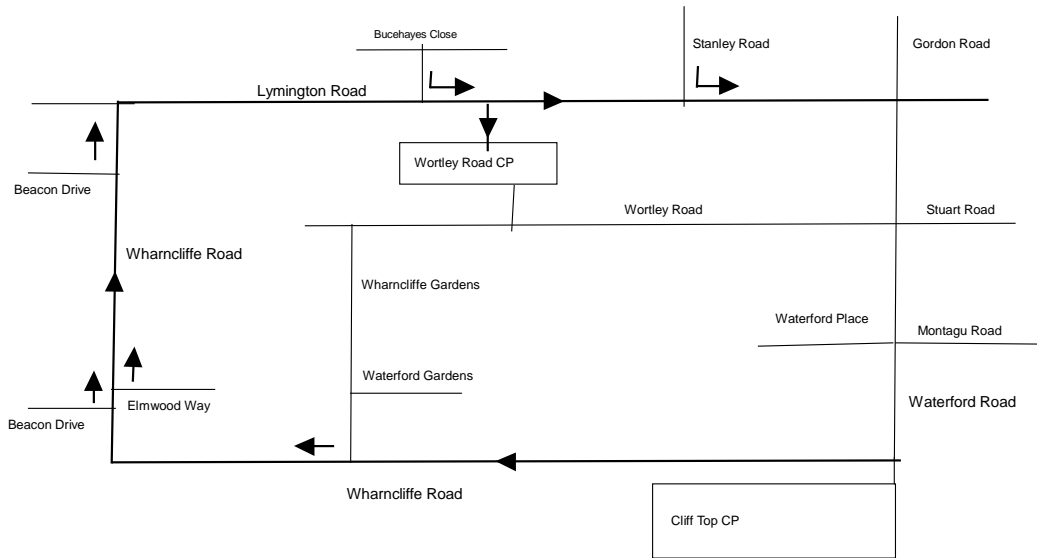 Bucehayes Close
Stanley Road
Gordon Road
Lymington Road
Wortley Road CP
Beacon Drive
Wortley Road
Stuart Road
Wharncliffe Road
Wharncliffe Gardens
Waterford Place
Montagu Road
Waterford Gardens
Elmwood Way
Waterford Road
Beacon Drive
Wharncliffe Road
Cliff Top CP